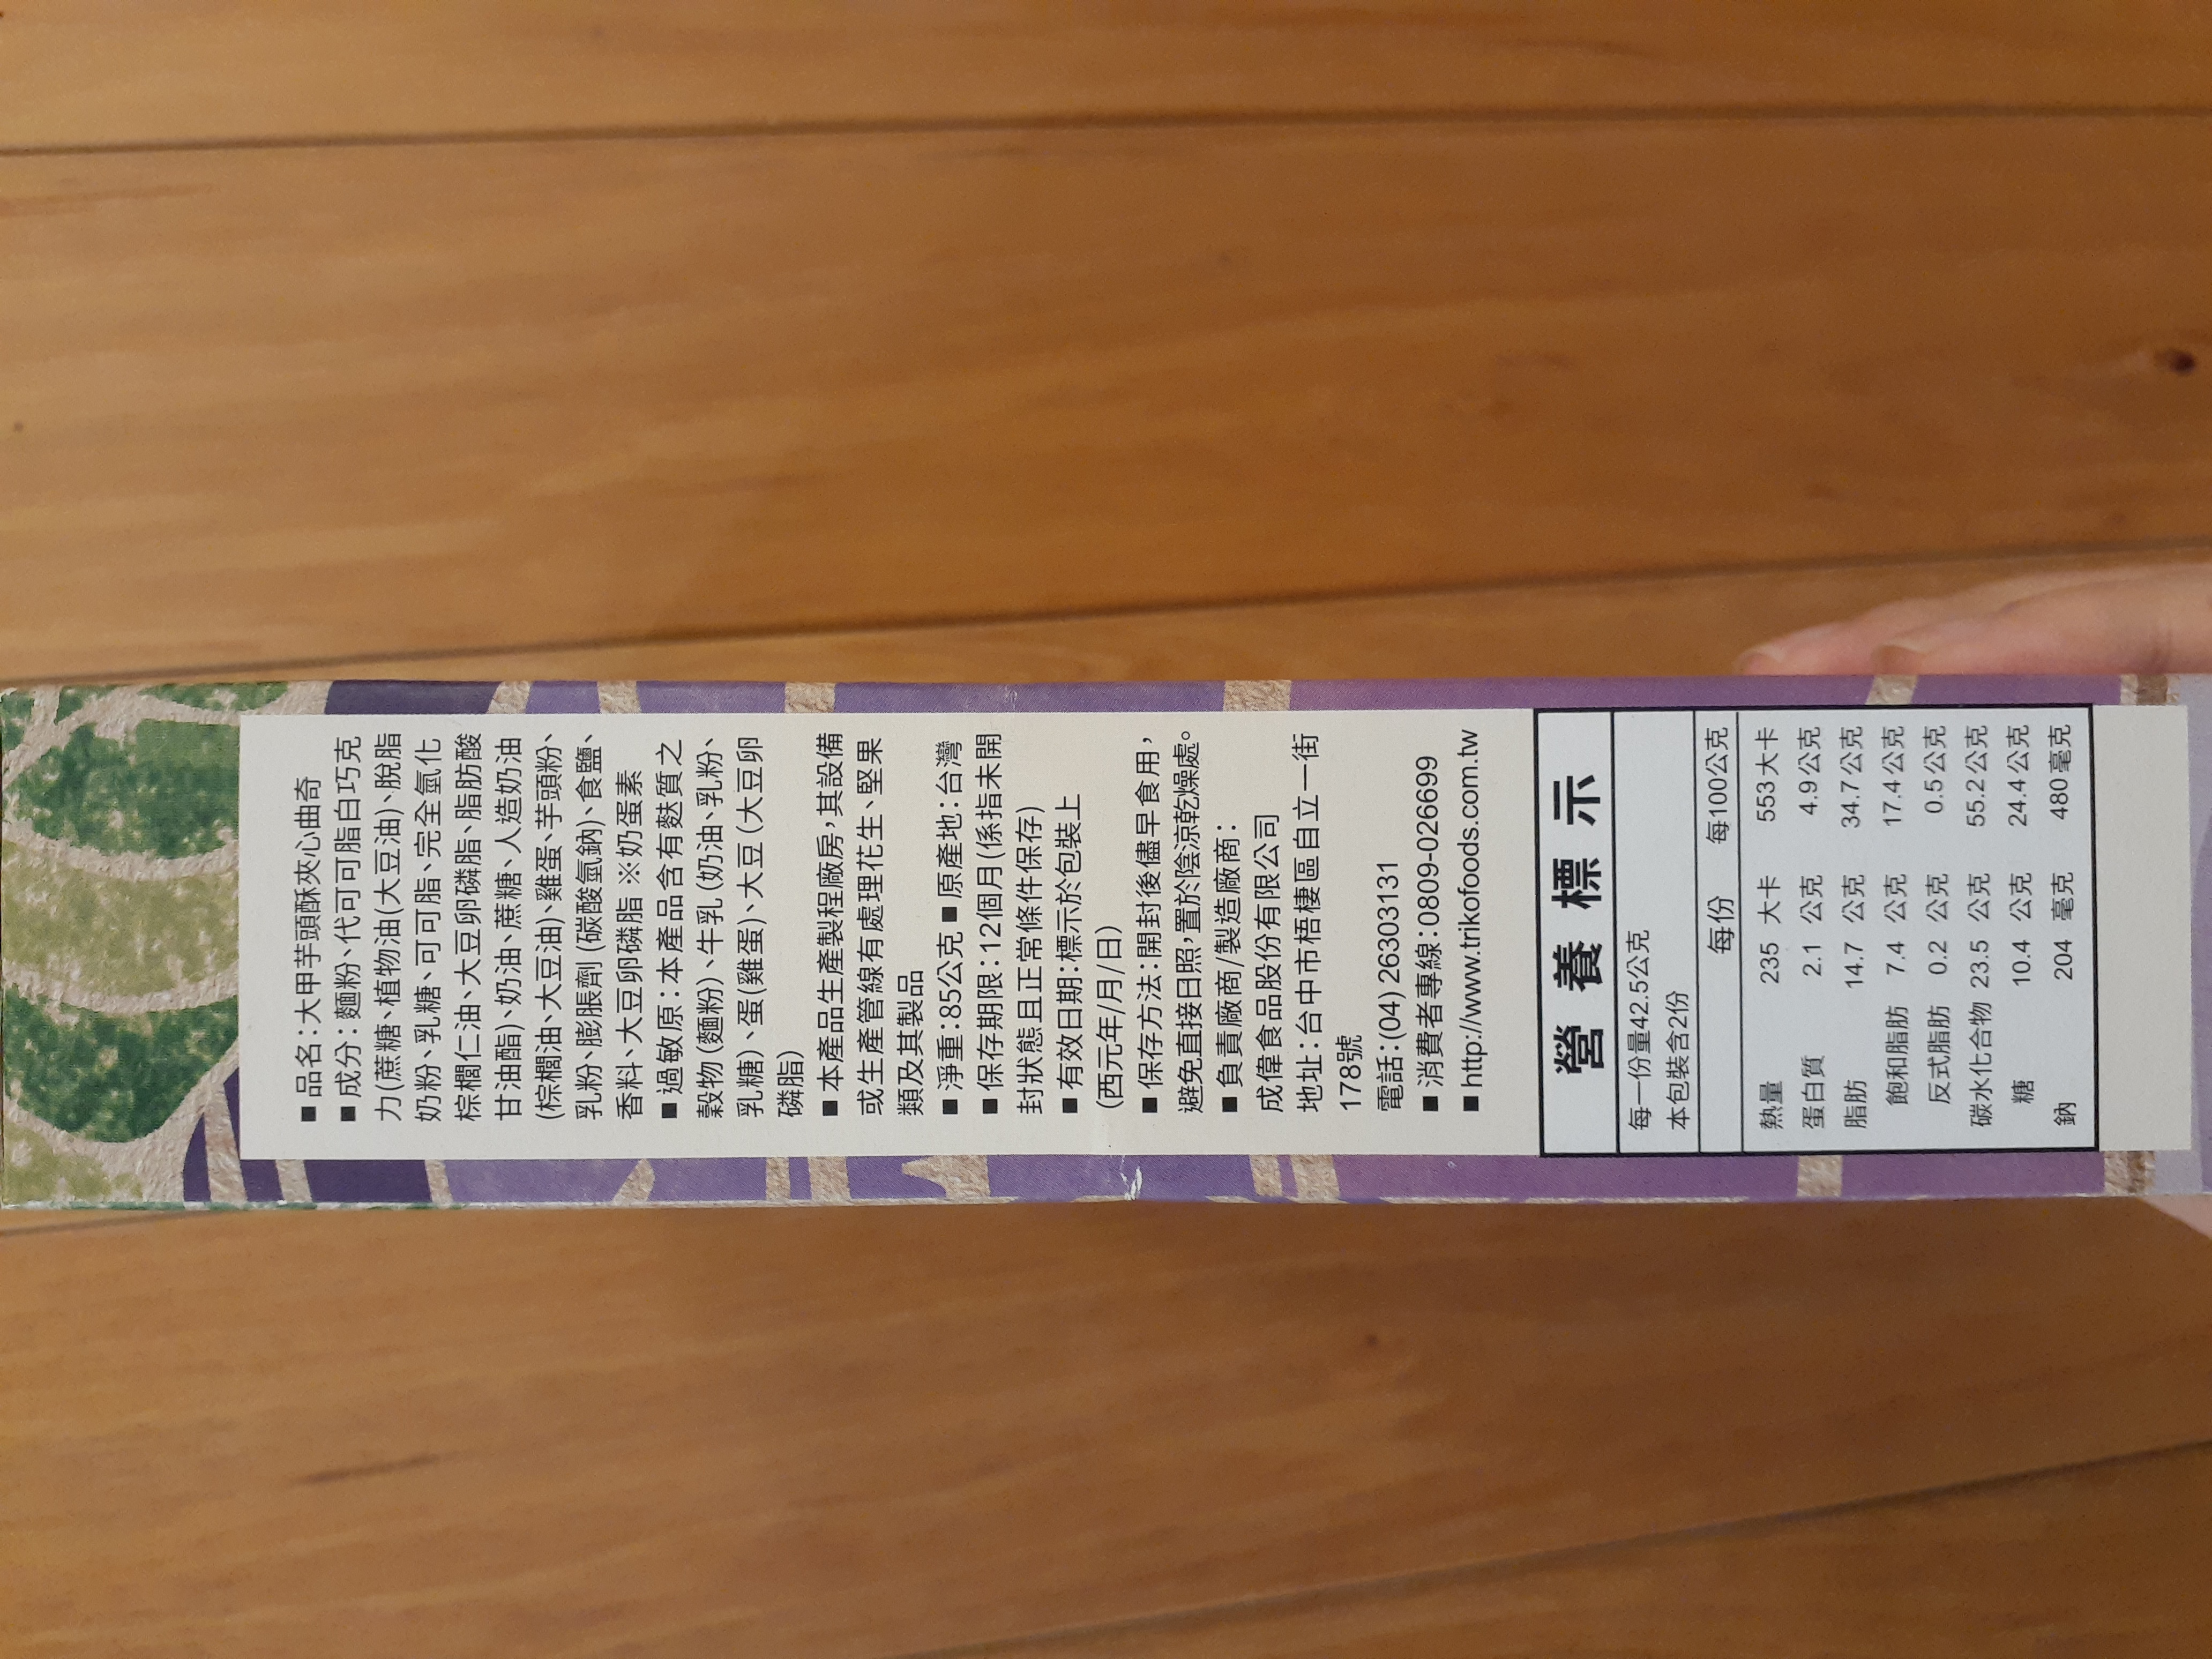 ■品名：大甲芋頭酥夾心曲奇
■成分：麵粉、代可可脂白巧克
力(蔗糖、植物油(大豆油)、脫脂
奶粉、乳糖、可可脂、完全氫化
棕櫚仁油、大豆卵磷脂、脂肪酸
甘油酯)、奶油、蔗糖、人造奶油
(棕櫚油、大豆油)、雞蛋、芋頭粉、
乳粉、膨脹劑(碳酸氫鈉)、食鹽、
香料、大豆卵磷脂 ※奶蛋素
■過敏原：本產品含有麩質之
穀物(麵粉)、牛乳(奶油、乳粉、
乳糖)、蛋(雞蛋)、大豆(大豆卵
磷脂)
■本產品生產製程廠房，其設備
或生產管線有處理花生、堅果
類及其製品
■淨重：85公克 ■原產地：台灣
■保存期限：12個月(係指未開
封狀態且正常條件保存)
■有效日期：標示於包裝上
(西元年/月/日)
■保存方法：開封後儘早食用，
避免直接日照，置於陰涼乾燥處。
■負責廠商/製造廠商：
成偉食品股份有限公司
地址：台中市梧棲區自立一街
178號
電話：(04) 26303131
■消費者專線：0809-026699
■http://www.trikofoods.com.tw
營養標示
每一份量42.5公克
本包裝含2份
每份 每100公克
熱量 235 大卡 553大卡
蛋白質 2.1 公克 4.9公克
脂肪 14.7 公克 34.7公克
飽和脂肪 7.4 公克 17.4公克
反式脂肪 0.2 公克 0.5公克
碳水化合物 23.5 公克 55.2公克
糖 10.4 公克 24.4公克
鈉 204 毫克 480毫克